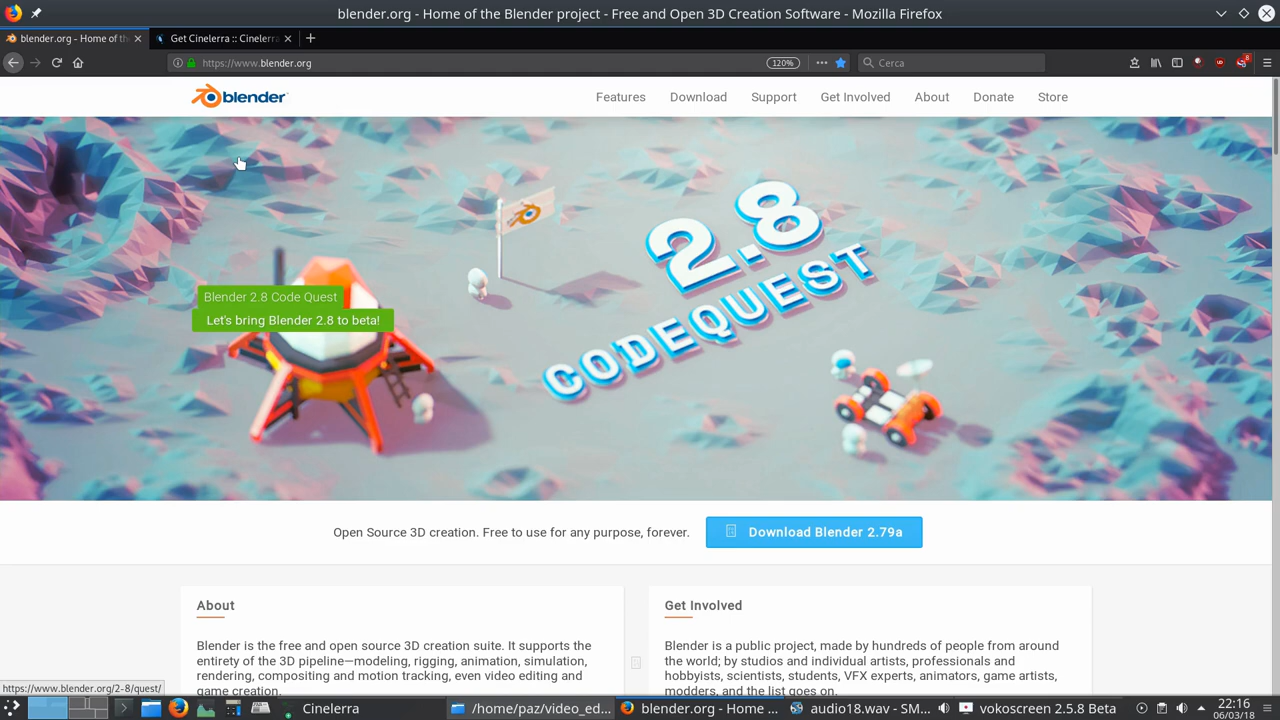 blender.org - Home of the Blender project - Free and Open 3D Creation Software - Mozilla Firefox
blender.org - Home of th
Get Cinelerra :: Cinelerra
https://www.blender.org
120%
Cerca
8
blender
Features
Download
Support
Get Involved
About
Donate
Store
2.8
CODEQUEST
Blender 2.8 Code Quest
Let's bring Blender 2.8 to beta!
Open Source 3D creation. Free to use for any purpose, forever.
Download Blender 2.79a
About
Blender is the free and open source 3D creation suite. It supports the
entirety of the 3D pipeline—modeling, rigging, animation, simulation,
rendering, compositing and motion tracking, even video editing and
game creation.
Get Involved
Blender is a public project, made by hundreds of people from around
the world; by studios and individual artists, professionals and
hobbyists, scientists, students, VFX experts, animators, game artists,
modders, and the list goes on.
https://www.blender.org/2-8/quest/
Cinelerra
/home/paz/video_ed...
blender.org - Home ...
audio18.wav - SM...
vokoscreen 2.5.8 Beta
22:16
06/03/18